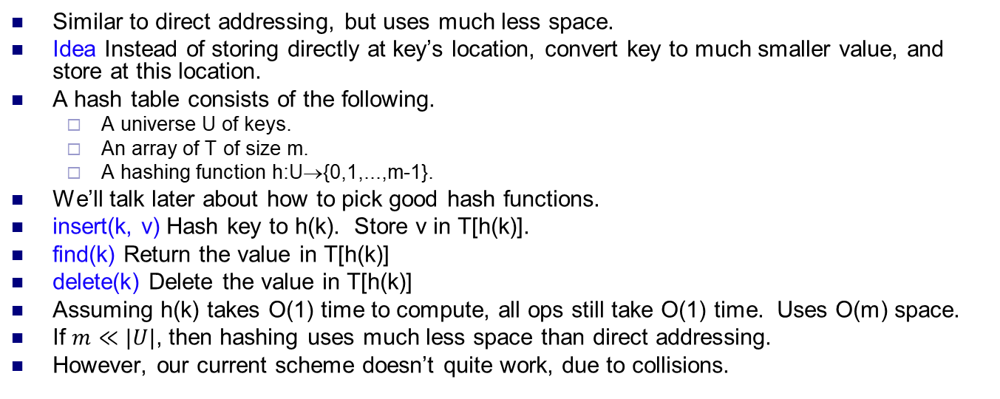 Similar to direct addressing, but uses much less space.
Idea Instead of storing directly at key's location, convert key to much smaller value, and
store at this location.
A hash table consists of the following.
A universe U of keys.
An array of T of size m.
A hashing function h:U→{0,1,...,m-1}.
We'll talk later about how to pick good hash functions.
insert(k, v) Hash key to h(k). Store v in T[h(k)].
find(k) Return the value in T[h(k)]
delete(k) Delete the value in T[h(k)]
Assuming h(k) takes O(1) time to compute, all ops still take O(1) time. Uses O(m) space.
If m ≪ |U|, then hashing uses much less space than direct addressing.
However, our current scheme doesn't quite work, due to collisions.